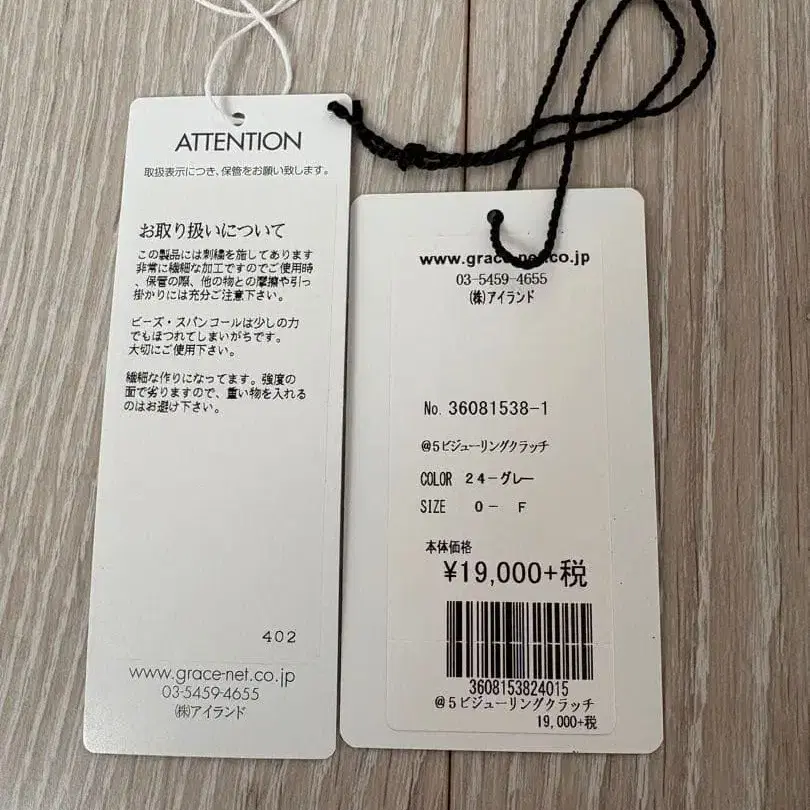 ATTENTION
取扱表示につき、保管をお願い致します。
お取り扱いについて
この製品には刺繍を施してあります
非常に繊細な加工ですのでご使用時
、保管の際、他の物との摩擦や引っ
掛かりには充分ご注意下さい。
ビーズ・スパンコールは少しの力
でもほつれてしまいがちです。
大切にご使用下さい。
繊細な作りになってます。強度の
面で劣りますので、重い物を入れる
のはお避け下さい。
402
www.grace-net.co.jp
03-5459-4655
㈱アイランド
www.grace-net.co.jp
03-5459-4655
㈱アイランド
No. 36081538-1
@5ビジューリングクラッチ
COLOR 24-グレー
SIZE 0- F
本体価格
¥19,000+税
3608153824015
@5ビジューリングクラッチ
19,000+税